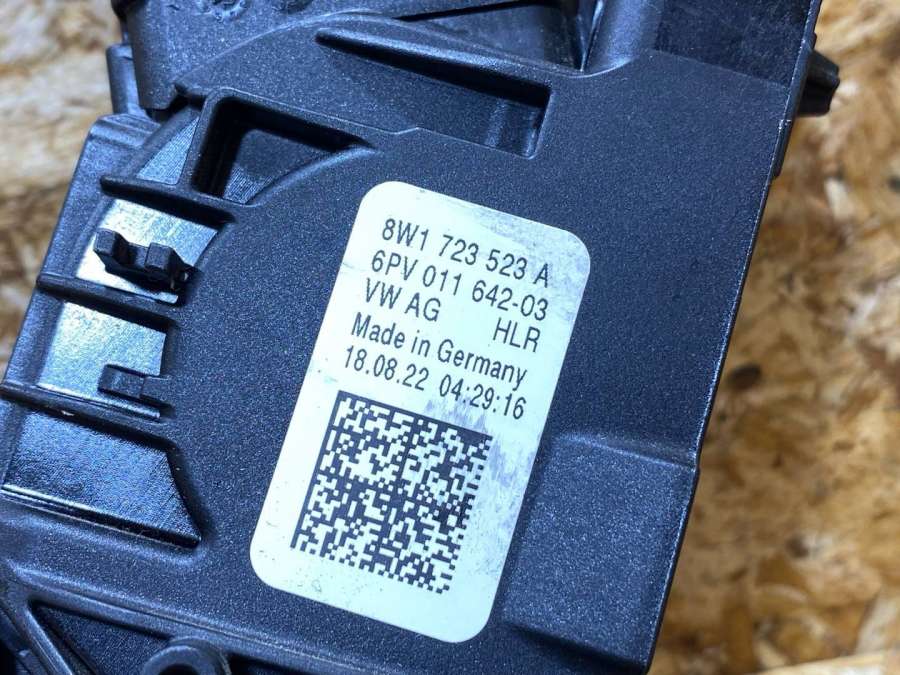 8W1 723 523 A
6PV 011 642-03
VW AG HLR
Made in Germany
18.08.22 04:29:16